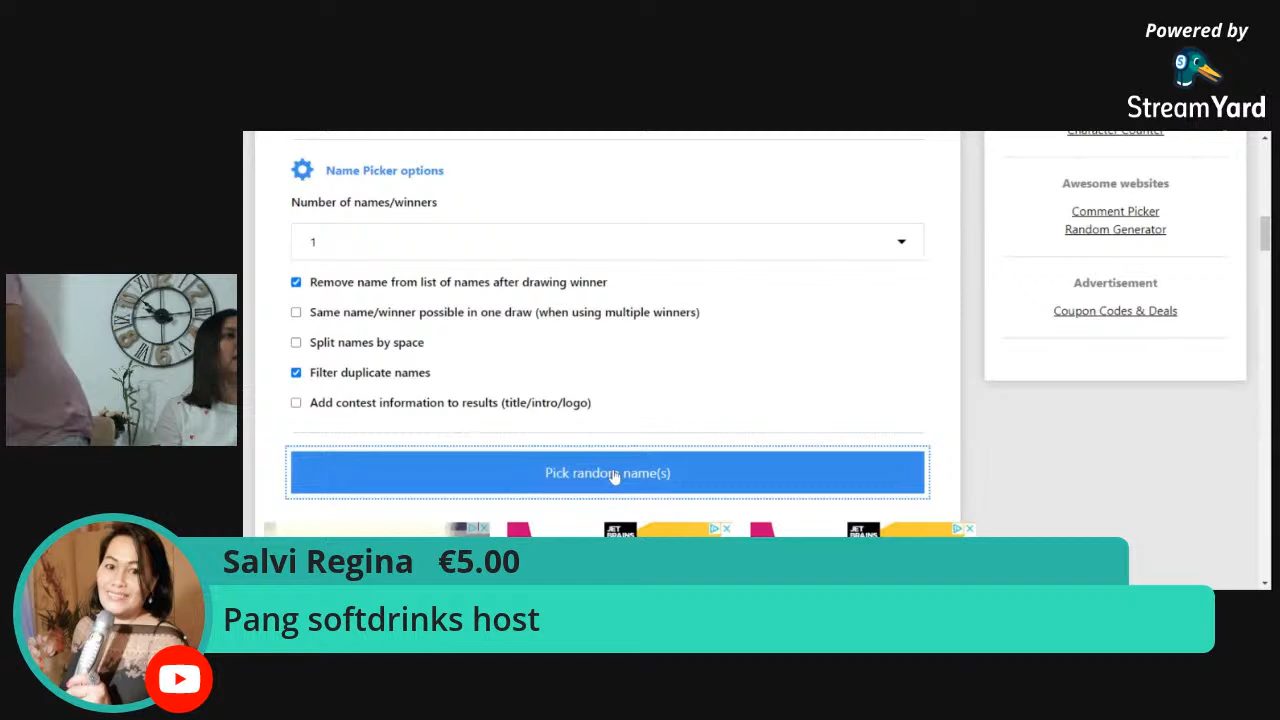 Powered by
StreamYard
Character Counter
Name Picker options
Number of names/winners
1
Remove name from list of names after drawing winner
Same name/winner possible in one draw (when using multiple winners)
Split names by space
Filter duplicate names
Add contest information to results (title/intro/logo)
Pick random name(s)
Awesome websites
Comment Picker
Random Generator
Advertisement
Coupon Codes & Deals
JET
BRAINS
JET
BRAINS
Salvi Regina €5.00
Pang softdrinks host